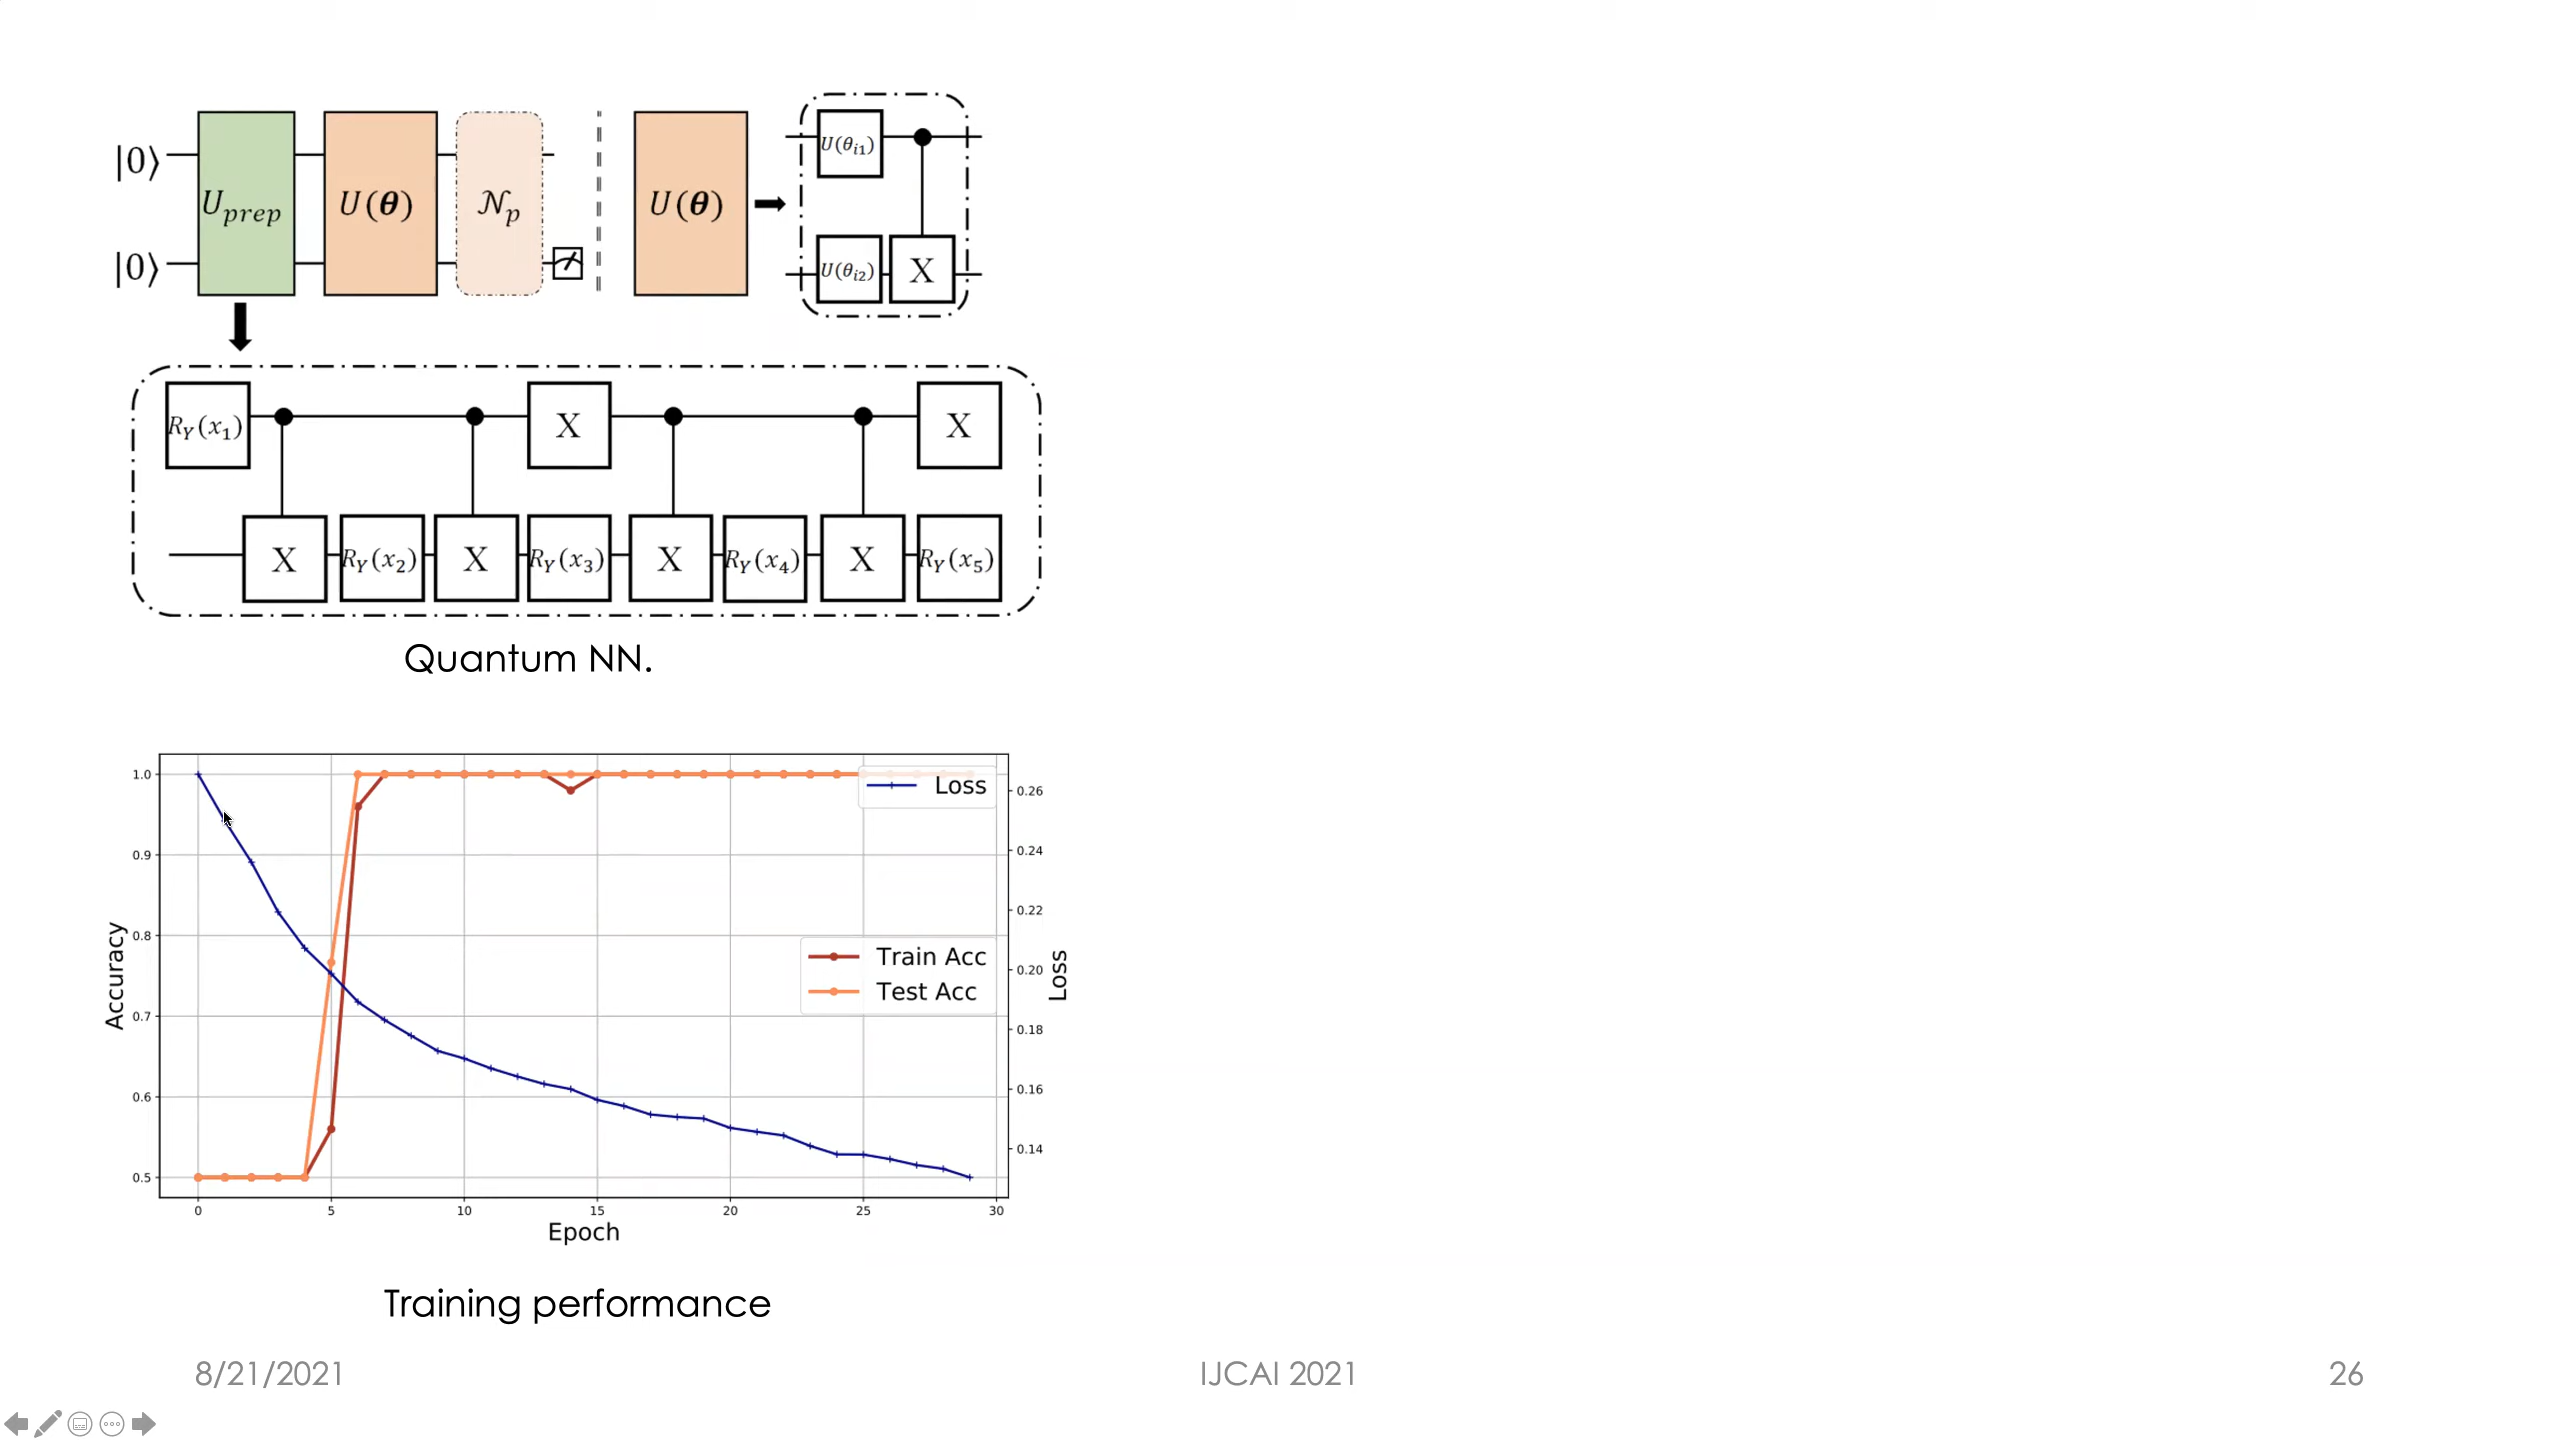 |0⟩ U_prep U(θ) 𝒩_p U(θ) U(θ_i1)
|0⟩ U(θ_i2) X
R_Y(x_1) X X
X R_Y(x_2) X R_Y(x_3) X R_Y(x_4) X R_Y(x_5)
Quantum NN.
1.0
0.9
0.8
0.7
0.6
0.5
Accuracy
Loss
Train Acc
Test Acc
0.26
0.24
0.22
0.20
0.18
0.16
0.14
Loss
0 5 10 15 20 25 30
Epoch
Training performance
8/21/2021 IJCAI 2021 26